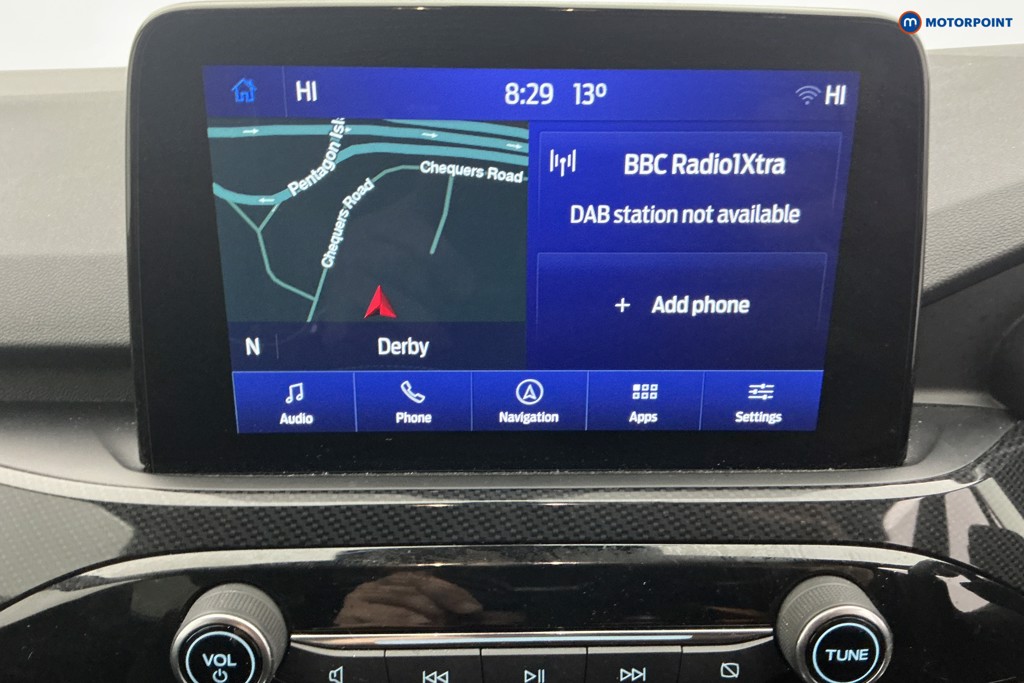 m MOTORPOINT
HI 8:29 13º HI
Pentagon Isl
Chequers Road
Chequers Road
BBC Radio1Xtra
DAB station not available
+ Add phone
N Derby
Audio Phone Navigation Apps Settings
VOL TUNE